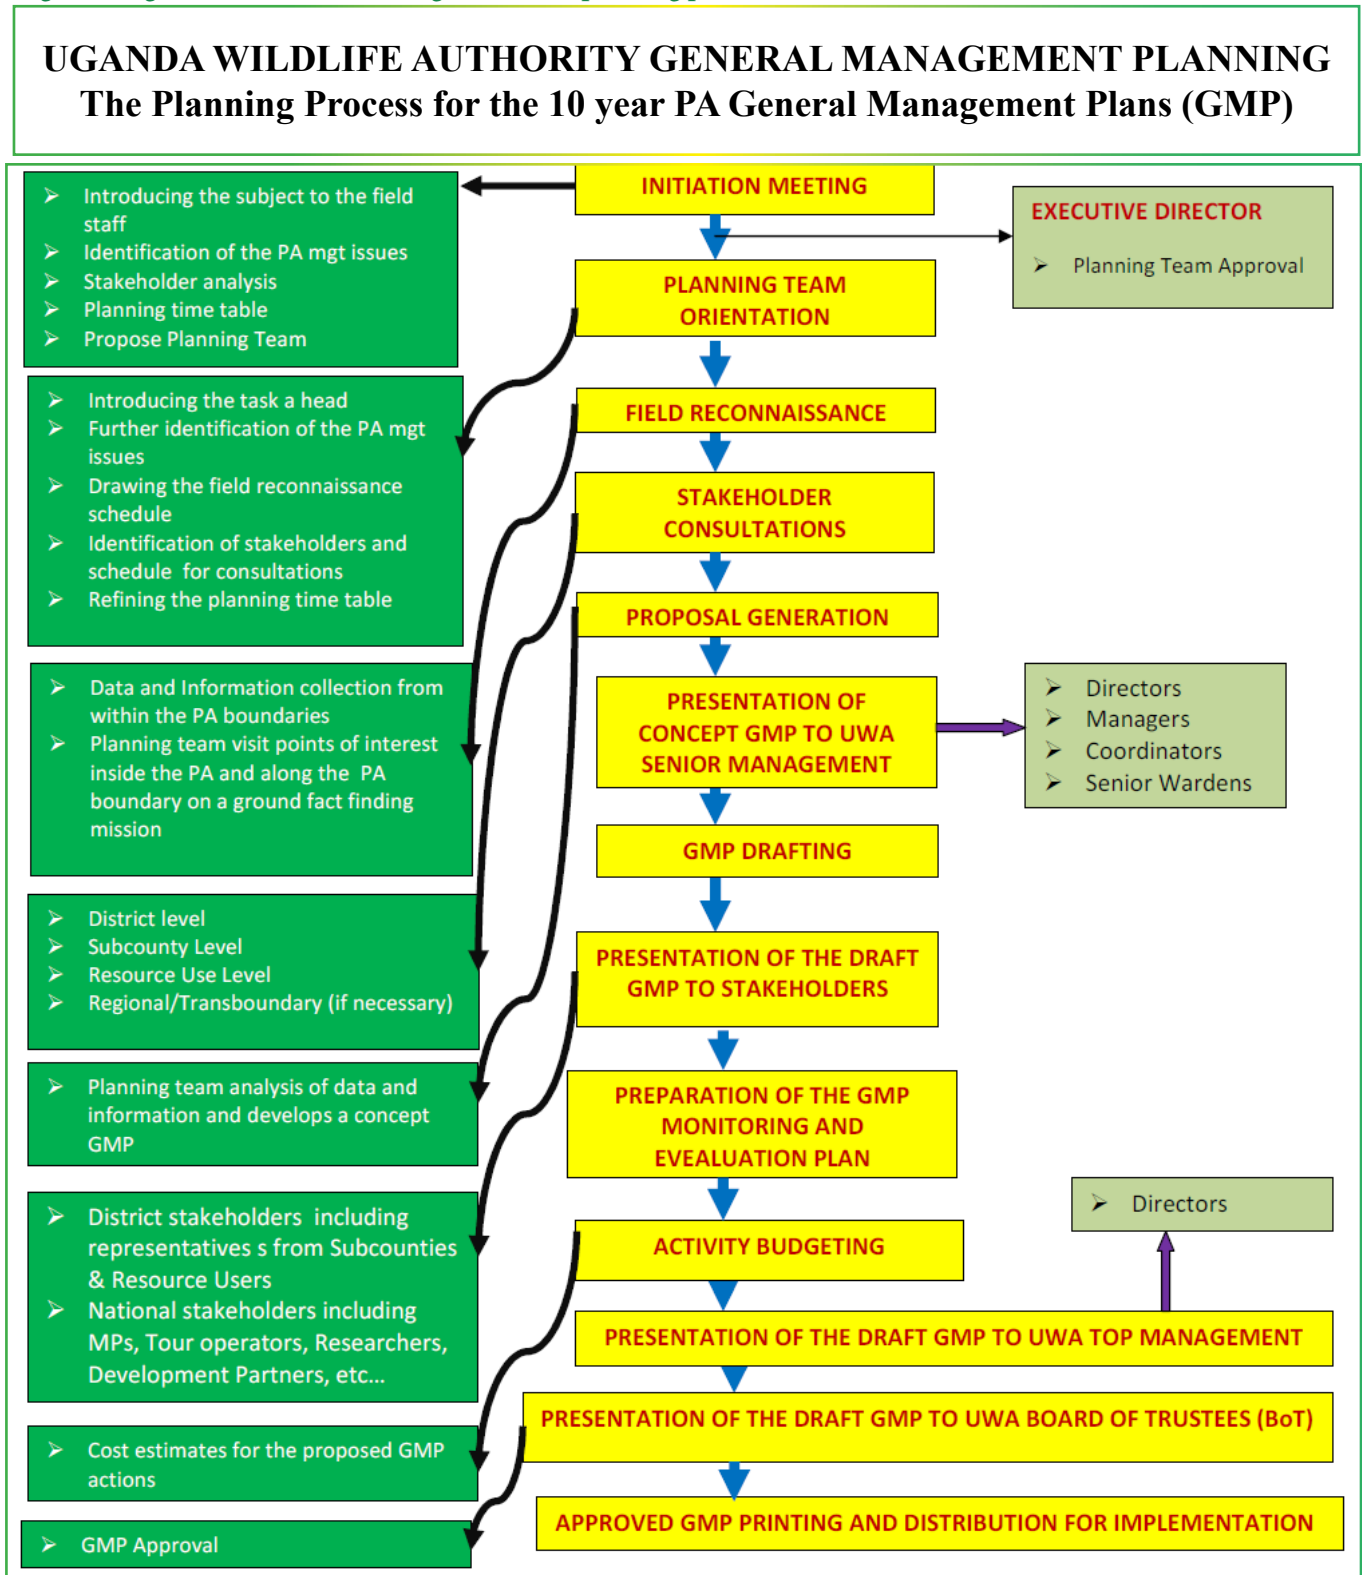 UGANDA WILDLIFE AUTHORITY GENERAL MANAGEMENT PLANNING
The Planning Process for the 10 year PA General Management Plans (GMP)
INITIATION MEETING
➢ Introducing the subject to the field
staff
➢ Identification of the PA mgt issues
➢ Stakeholder analysis
➢ Planning time table
➢ Propose Planning Team
EXECUTIVE DIRECTOR
➢ Planning Team Approval
PLANNING TEAM
ORIENTATION
➢ Introducing the task a head
➢ Further identification of the PA mgt
issues
➢ Drawing the field reconnaissance
schedule
➢ Identification of stakeholders and
schedule for consultations
➢ Refining the planning time table
FIELD RECONNAISSANCE
➢ Data and Information collection from
within the PA boundaries
➢ Planning team visit points of interest
inside the PA and along the PA
boundary on a ground fact finding
mission
STAKEHOLDER
CONSULTATIONS
➢ District level
➢ Subcounty Level
➢ Resource Use Level
➢ Regional/Transboundary (if necessary)
PROPOSAL GENERATION
➢ Planning team analysis of data and
information and develops a concept
GMP
PRESENTATION OF
CONCEPT GMP TO UWA
SENIOR MANAGEMENT
➢ Directors
➢ Managers
➢ Coordinators
➢ Senior Wardens
GMP DRAFTING
PRESENTATION OF THE DRAFT
GMP TO STAKEHOLDERS
➢ District stakeholders including
representatives s from Subcounties
& Resource Users
➢ National stakeholders including
MPs, Tour operators, Researchers,
Development Partners, etc...
PREPARATION OF THE GMP
MONITORING AND
EVEALUATION PLAN
ACTIVITY BUDGETING
➢ Cost estimates for the proposed GMP
actions
➢ Directors
PRESENTATION OF THE DRAFT GMP TO UWA TOP MANAGEMENT
PRESENTATION OF THE DRAFT GMP TO UWA BOARD OF TRUSTEES (BoT)
➢ GMP Approval
APPROVED GMP PRINTING AND DISTRIBUTION FOR IMPLEMENTATION